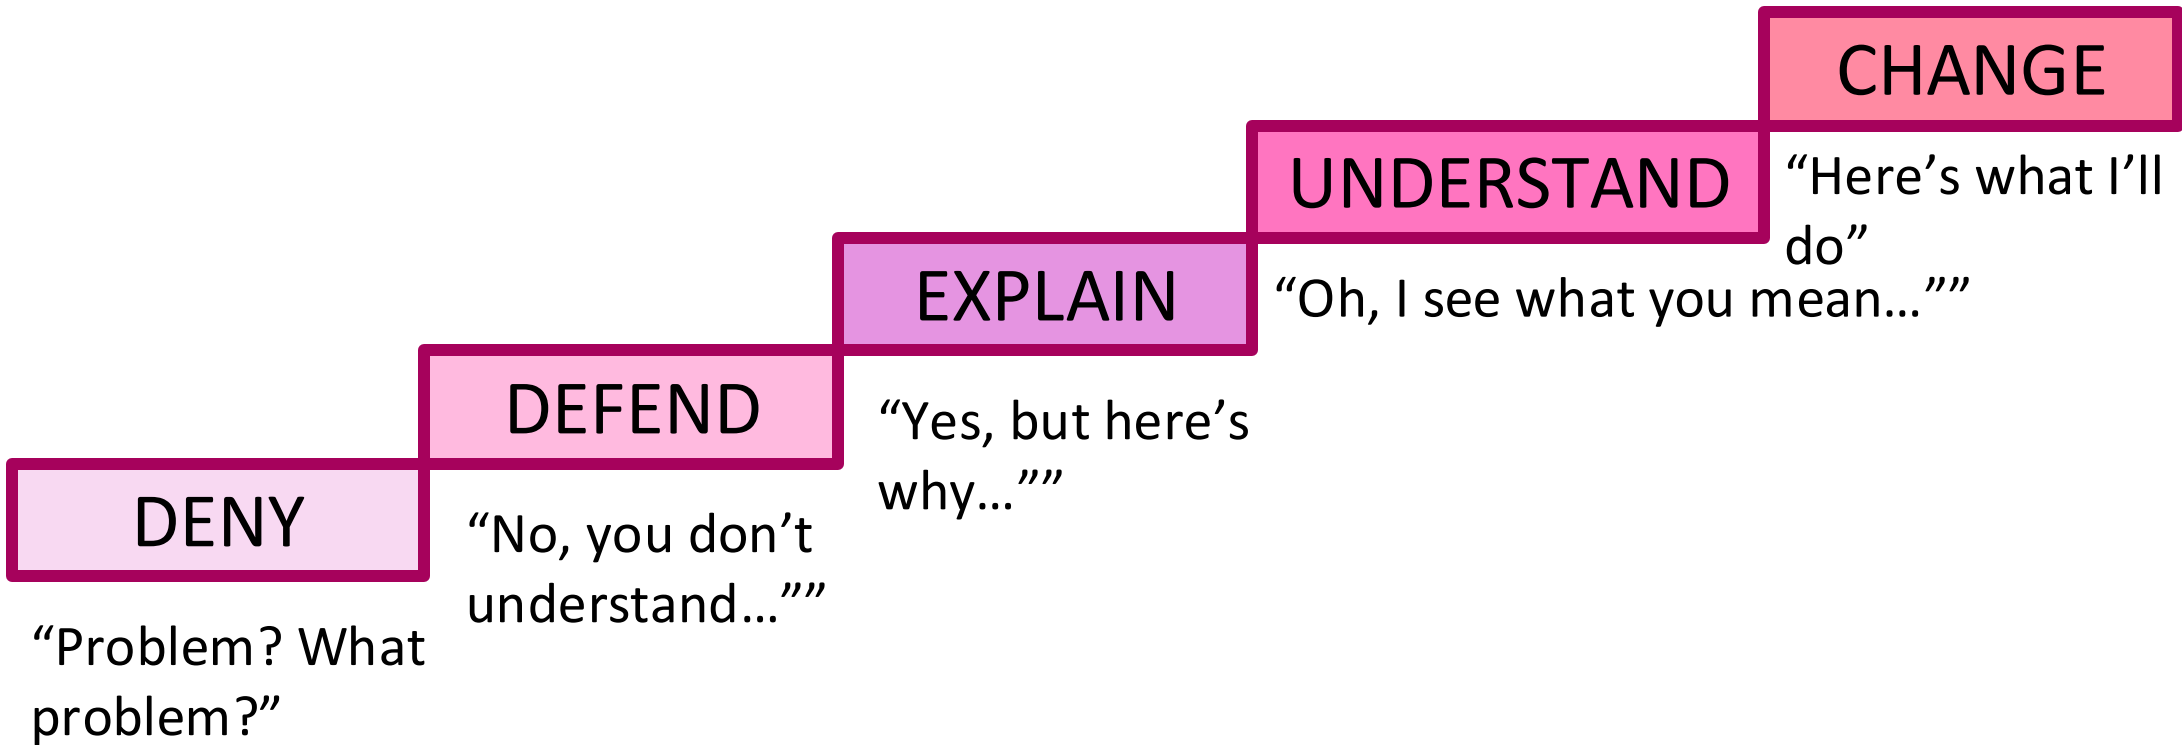 CHANGE
“Here’s what I’ll
do”
UNDERSTAND
“Oh, I see what you mean…””
EXPLAIN
“Yes, but here’s
why…””
DEFEND
“No, you don’t
understand…””
DENY
“Problem? What
problem?”